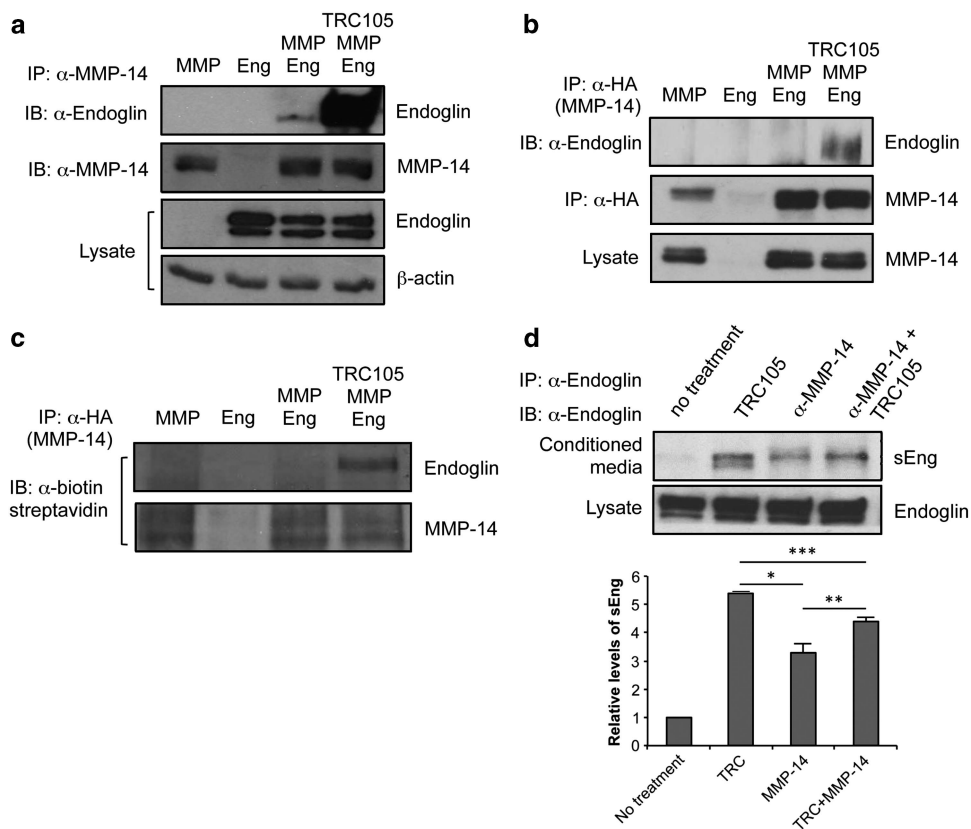 a
TRC105
MMP MMP
IP: α-MMP-14 MMP Eng Eng Eng
IB: α-Endoglin Endoglin
IB: α-MMP-14 MMP-14
Endoglin
Lysate
β-actin
b
TRC105
MMP MMP
IP: α-HA (MMP-14) MMP Eng Eng Eng
IB: α-Endoglin Endoglin
IP: α-HA MMP-14
Lysate MMP-14
c
TRC105
MMP MMP
IP: α-HA (MMP-14) MMP Eng Eng Eng
Endoglin
IB: α-biotin
streptavidin
MMP-14
d
no treatment
TRC105
α-MMP-14
α-MMP-14 +
TRC105
IP: α-Endoglin
IB: α-Endoglin
Conditioned
media
sEng
Lysate Endoglin
***
*
**
Relative levels of sEng
6
5
4
3
2
1
0
No treatment
TRC
MMP-14
TRC+MMP-14